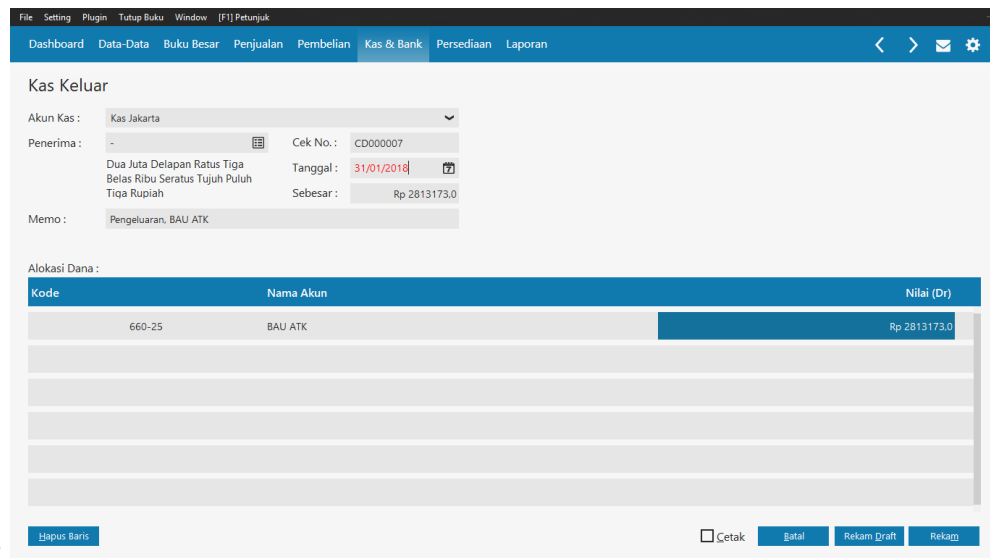 File Setting Plugin Tutup Buku Window [F1] Petunjuk
Dashboard Data-Data Buku Besar Penjualan Pembelian Kas & Bank Persediaan Laporan
Kas Keluar
Akun Kas : Kas Jakarta
Penerima : - Cek No. : CD000007
Dua Juta Delapan Ratus Tiga
Belas Ribu Seratus Tujuh Puluh
Tiga Rupiah
Tanggal : 31/01/2018
Sebesar : Rp 2813173,0
Memo : Pengeluaran, BAU ATK
Alokasi Dana :
Kode Nama Akun Nilai (Dr)
660-25 BAU ATK Rp 2813173,0
Hapus Baris Cetak Batal Rekam Draft Rekam